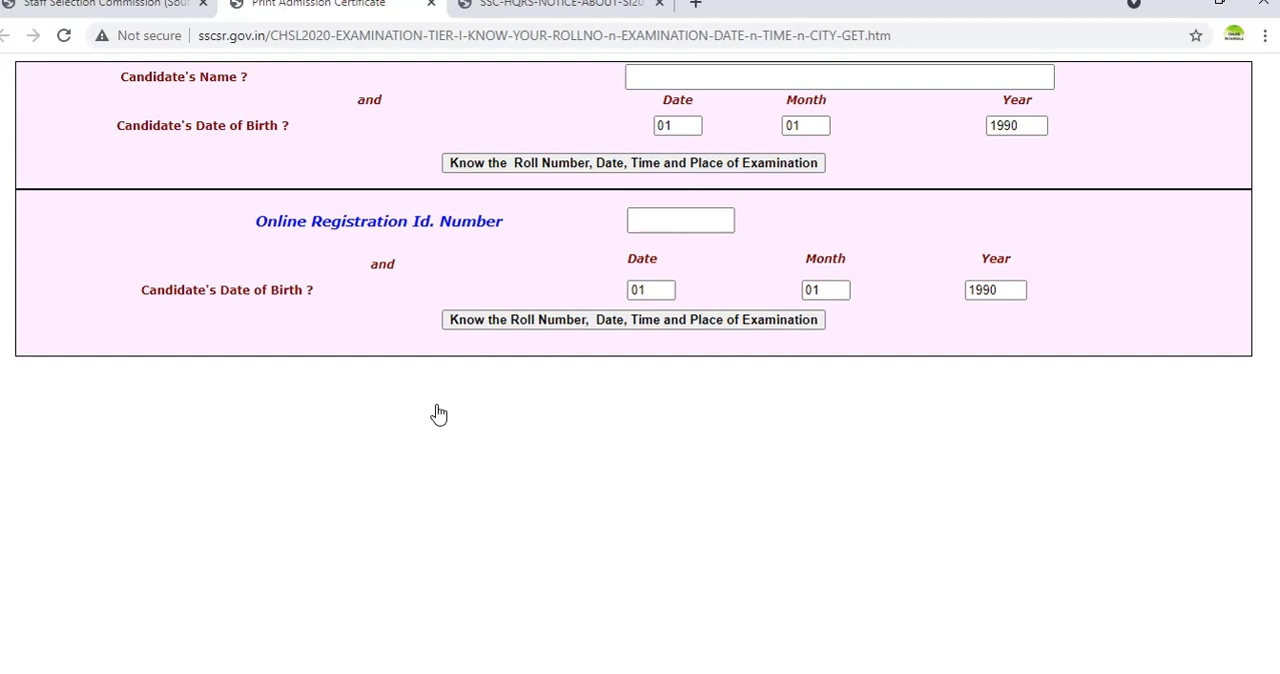 Staff Selection Commission (Sout
Print Admission Certificate
SSC-HQRS-NOTICE-ABOUT-SI20
Not secure | sscsr.gov.in/CHSL2020-EXAMINATION-TIER-I-KNOW-YOUR-ROLLNO-n-EXAMINATION-DATE-n-TIME-n-CITY-GET.htm
Candidate's Name ?
and Date Month Year
Candidate's Date of Birth ? 01 01 1990
Know the Roll Number, Date, Time and Place of Examination
Online Registration Id. Number
and Date Month Year
Candidate's Date of Birth ? 01 01 1990
Know the Roll Number, Date, Time and Place of Examination